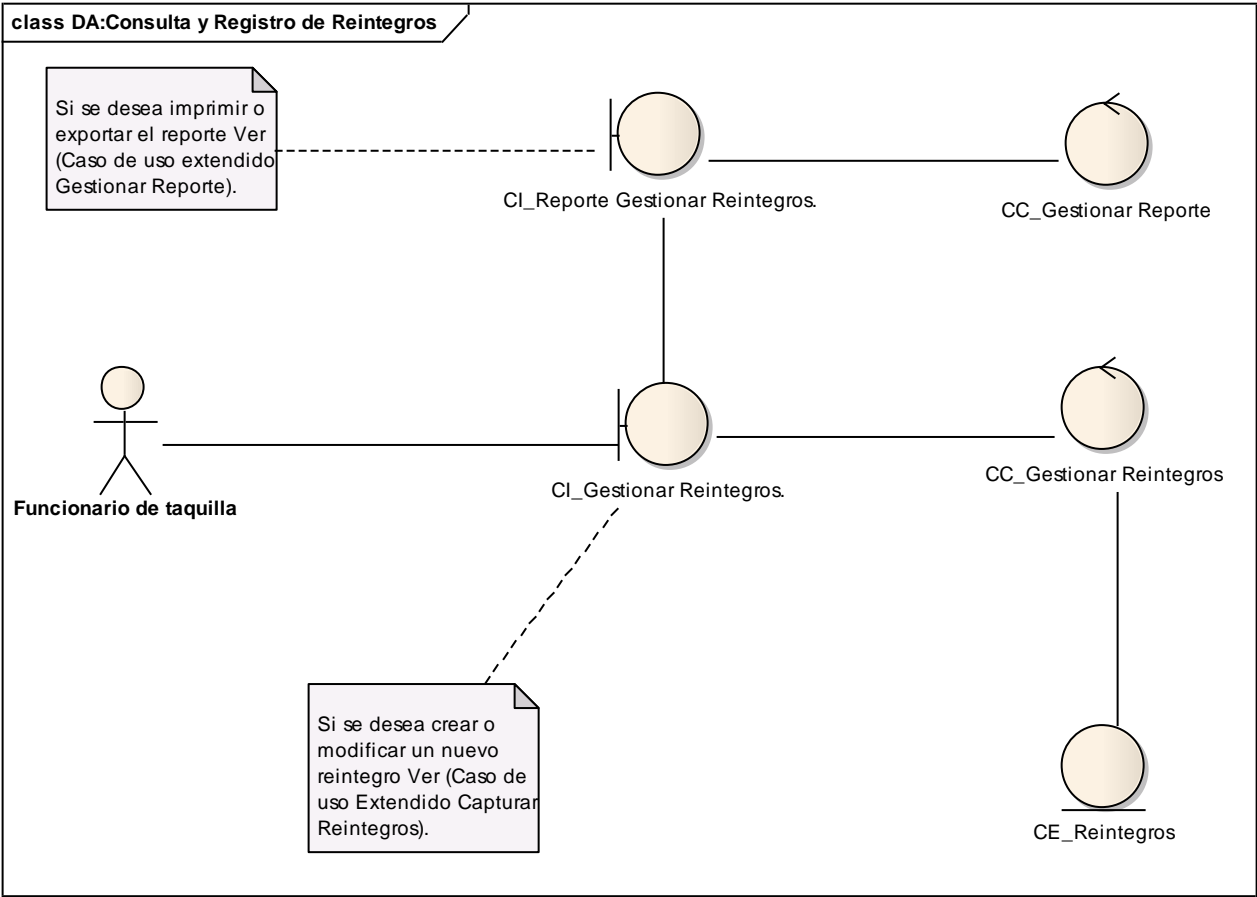 class DA:Consulta y Registro de Reintegros
Si se desea imprimir o
exportar el reporte Ver
(Caso de uso extendido
Gestionar Reporte).
CI_Reporte Gestionar Reintegros.
CC_Gestionar Reporte
Funcionario de taquilla
CI_Gestionar Reintegros.
CC_Gestionar Reintegros
Si se desea crear o
modificar un nuevo
reintegro Ver (Caso de
uso Extendido Capturar
Reintegros).
CE_Reintegros